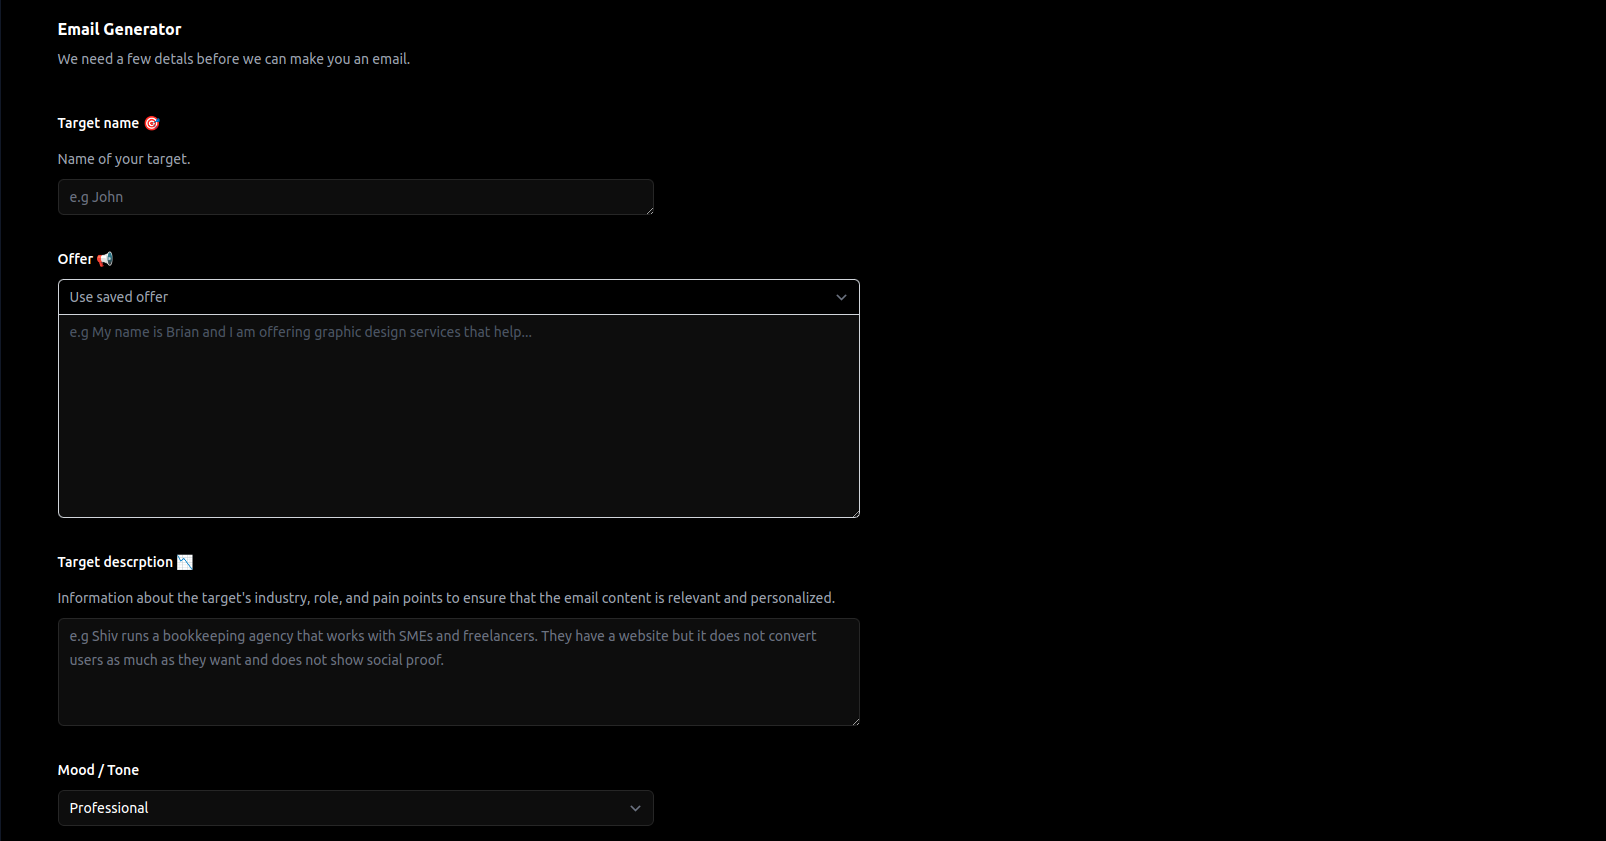 Email Generator
We need a few detals before we can make you an email.
Target name 🎯
Name of your target.
e.g John
Offer 📢
Use saved offer
e.g My name is Brian and I am offering graphic design services that help...
Target descrption 📉
Information about the target's industry, role, and pain points to ensure that the email content is relevant and personalized.
e.g Shiv runs a bookkeeping agency that works with SMEs and freelancers. They have a website but it does not convert
users as much as they want and does not show social proof.
Mood / Tone
Professional